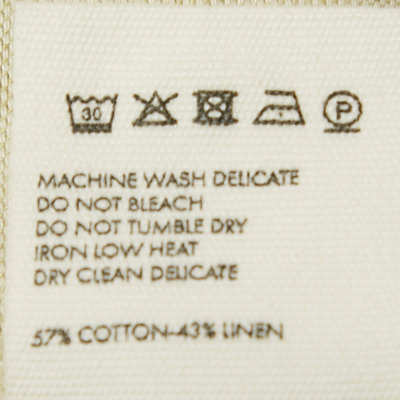 30 P
MACHINE WASH DELICATE
DO NOT BLEACH
DO NOT TUMBLE DRY
IRON LOW HEAT
DRY CLEAN DELICATE
57% COTTON-43% LINEN